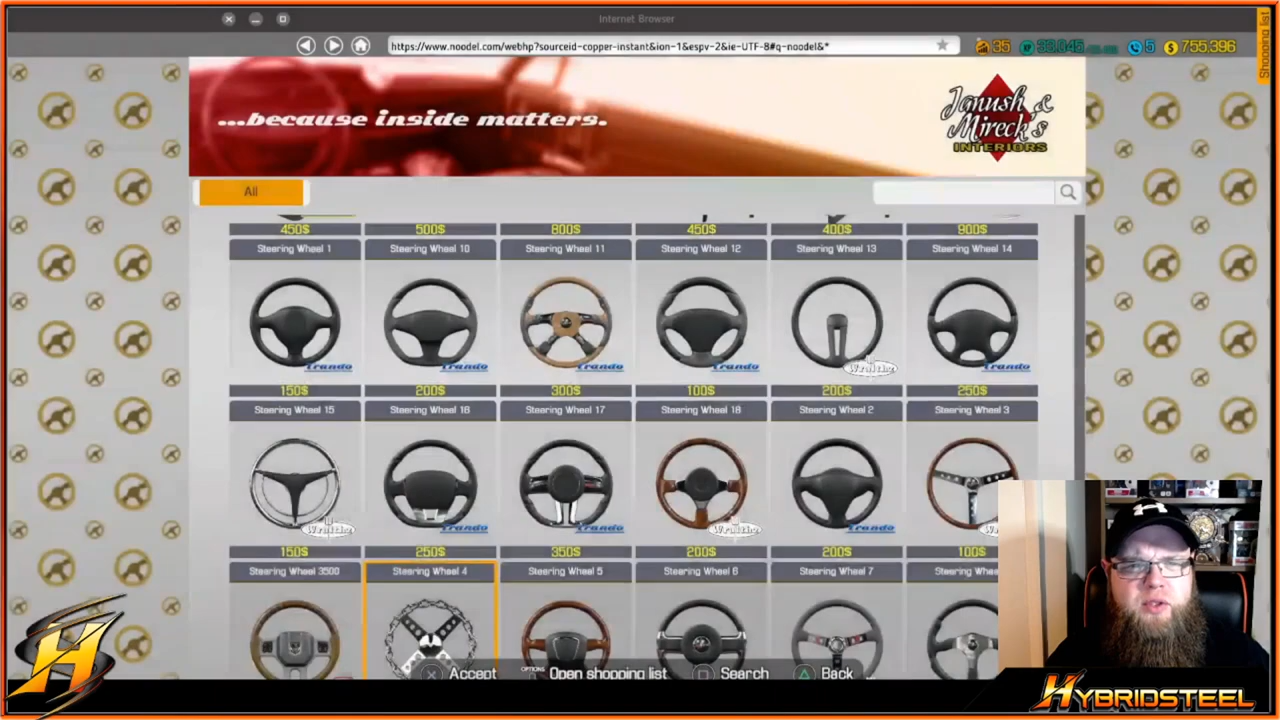 Internet Browser
https://www.noodel.com/webhp?sourceid-copper-instant&ion-1&espv-2&ie-UTF-8#q-noodel&*
35
5
$ 755,396
Shopping list
...because inside matters.
Janush &
Mireck's
INTERIORS
All
450$ 500$ 800$ 450$ 400$ 900$
Steering Wheel 1 Steering Wheel 10 Steering Wheel 11 Steering Wheel 12 Steering Wheel 13 Steering Wheel 14
150$ 200$ 300$ 100$ 200$ 250$
Steering Wheel 15 Steering Wheel 16 Steering Wheel 17 Steering Wheel 18 Steering Wheel 2 Steering Wheel 3
150$ 250$ 350$ 200$ 200$ 100$
Steering Wheel 3500 Steering Wheel 4 Steering Wheel 5 Steering Wheel 6 Steering Wheel 7 Steering
Accept OPTIONS Open shopping list Search Back
H
HYBRIDSTEEL